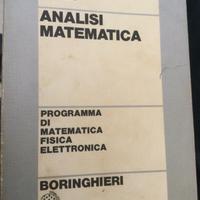 ANALISI
MATEMATICA
PROGRAMMA
DI
MATEMATICA
FISICA
ELETTRONICA
BORINGHIERI